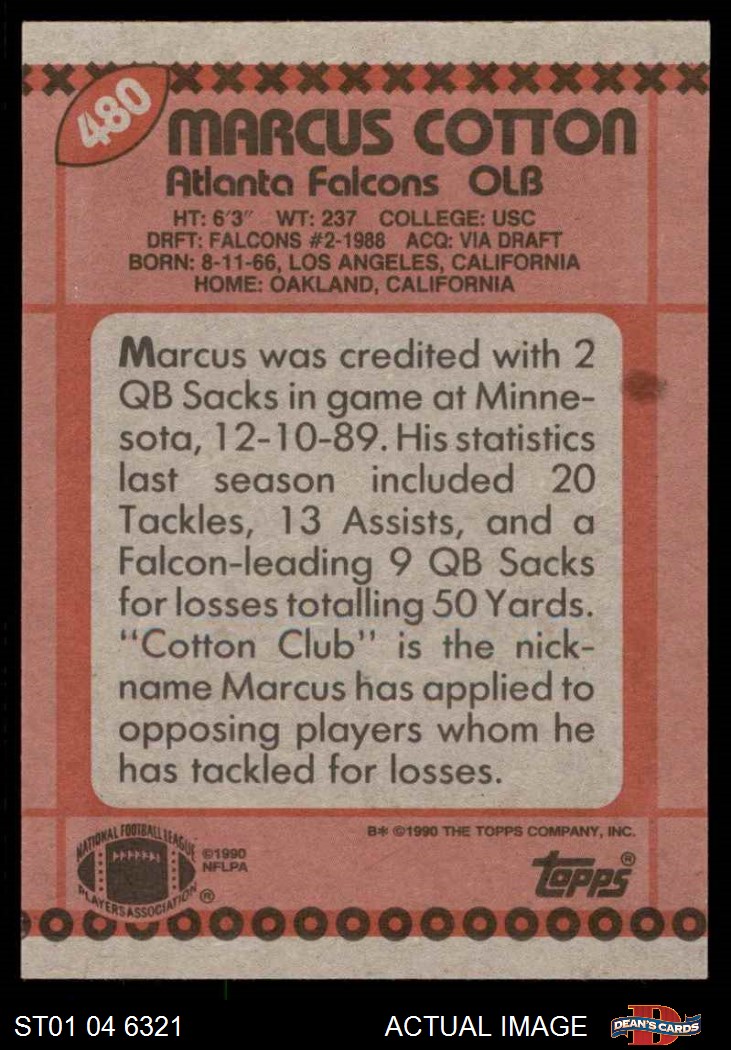 480
MARCUS COTTON
Atlanta Falcons OLB
HT: 6'3" WT: 237 COLLEGE: USC
DRFT: FALCONS #2-1988 ACQ: VIA DRAFT
BORN: 8-11-66, LOS ANGELES, CALIFORNIA
HOME: OAKLAND, CALIFORNIA
Marcus was credited with 2
QB Sacks in game at Minne-
sota, 12-10-89. His statistics
last season included 20
Tackles, 13 Assists, and a
Falcon-leading 9 QB Sacks
for losses totalling 50 Yards.
"Cotton Club" is the nick-
name Marcus has applied to
opposing players whom he
has tackled for losses.
B* ©1990 THE TOPPS COMPANY, INC.
NATIONAL FOOTBALL LEAGUE
PLAYERS ASSOCIATION ®
©1990
NFLPA
topps®
ST01 04 6321
ACTUAL IMAGE
D
DEAN'S CARDS